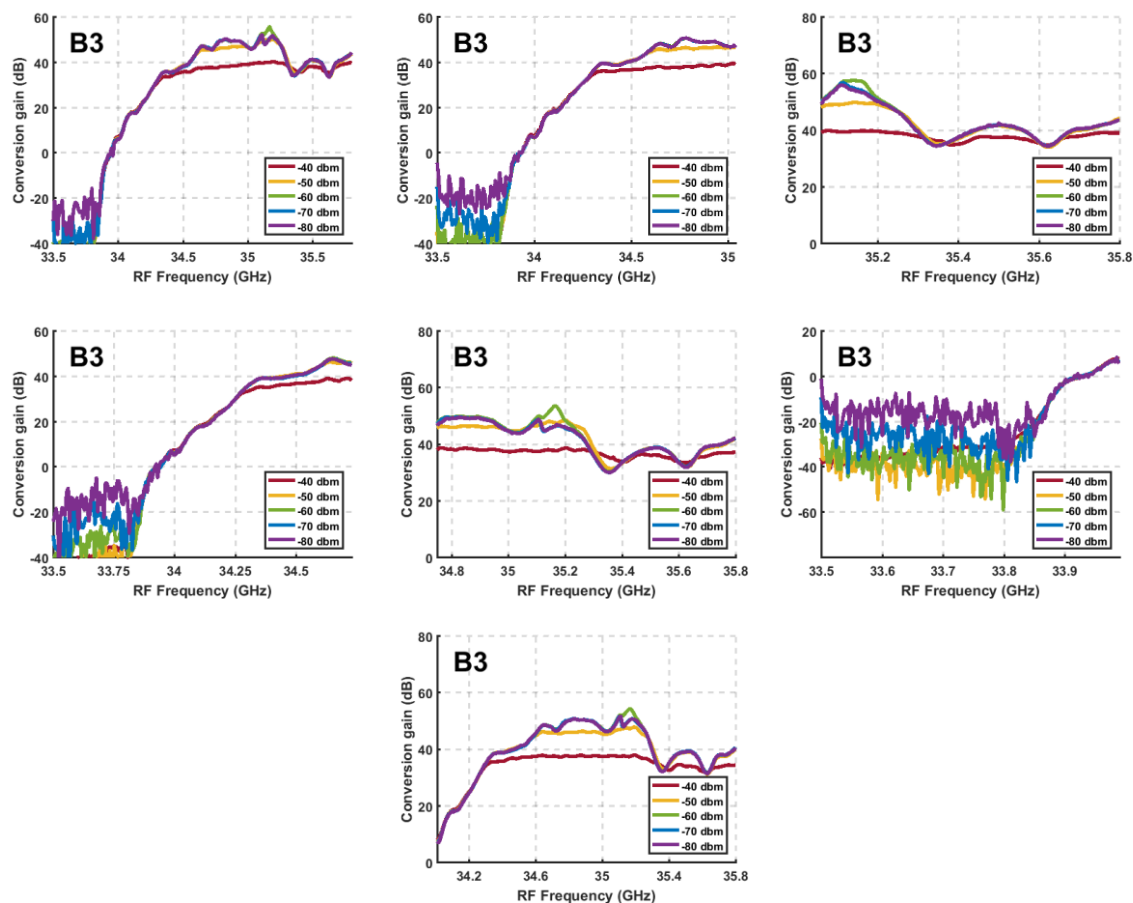 B3
Conversion gain (dB)
60
40
20
0
-20
-40
33.5 34 34.5 35 35.5
RF Frequency (GHz)
-40 dbm
-50 dbm
-60 dbm
-70 dbm
-80 dbm
B3
Conversion gain (dB)
60
40
20
0
-20
-40
33.5 34 34.5 35
RF Frequency (GHz)
-40 dbm
-50 dbm
-60 dbm
-70 dbm
-80 dbm
B3
Conversion gain (dB)
80
60
40
20
0
35.2 35.4 35.6 35.8
RF Frequency (GHz)
-40 dbm
-50 dbm
-60 dbm
-70 dbm
-80 dbm
B3
Conversion gain (dB)
60
40
20
0
-20
-40
33.5 33.75 34 34.25 34.5
RF Frequency (GHz)
-40 dbm
-50 dbm
-60 dbm
-70 dbm
-80 dbm
B3
Conversion gain (dB)
80
60
40
20
0
34.8 35 35.2 35.4 35.6 35.8
RF Frequency (GHz)
-40 dbm
-50 dbm
-60 dbm
-70 dbm
-80 dbm
B3
Conversion gain (dB)
20
0
-20
-40
-60
33.5 33.6 33.7 33.8 33.9
RF Frequency (GHz)
-40 dbm
-50 dbm
-60 dbm
-70 dbm
-80 dbm
B3
Conversion gain (dB)
80
60
40
20
0
34.2 34.6 35 35.4 35.8
RF Frequency (GHz)
-40 dbm
-50 dbm
-60 dbm
-70 dbm
-80 dbm